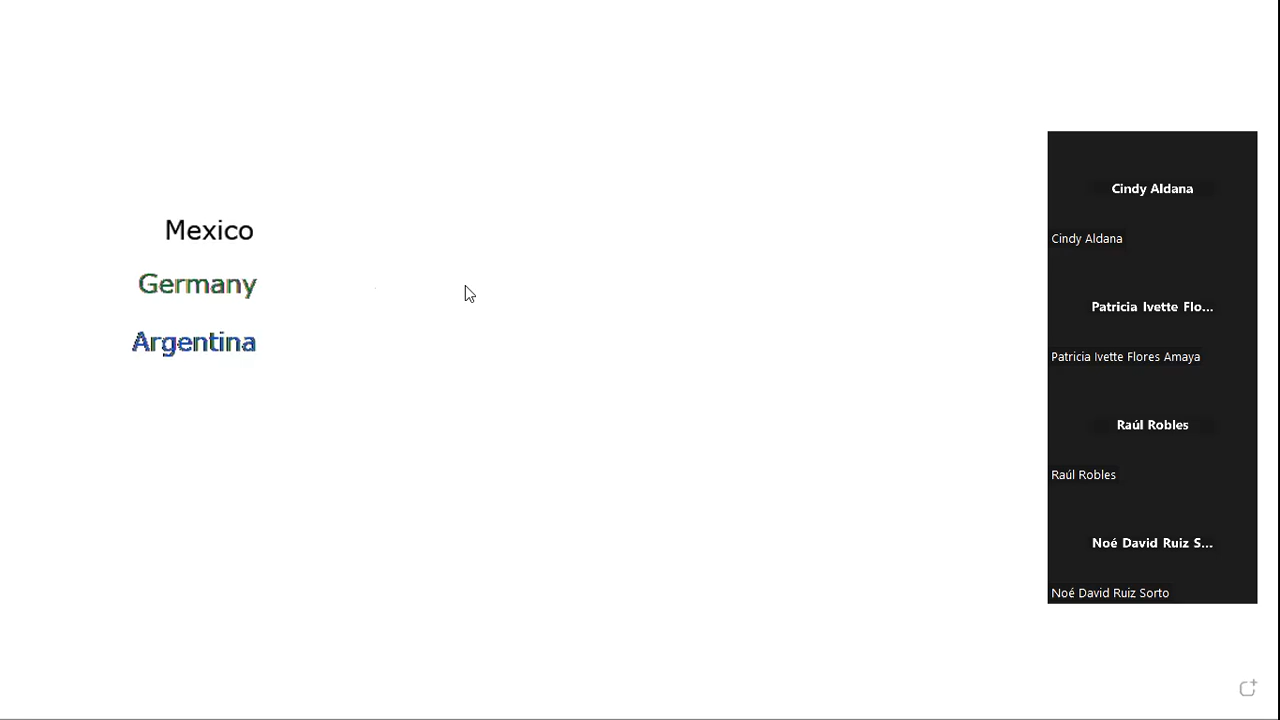 Mexico
Germany
Argentina
Cindy Aldana
Cindy Aldana
Patricia Ivette Flo...
Patricia Ivette Flores Amaya
Raúl Robles
Raúl Robles
Noé David Ruiz S...
Noé David Ruiz Sorto